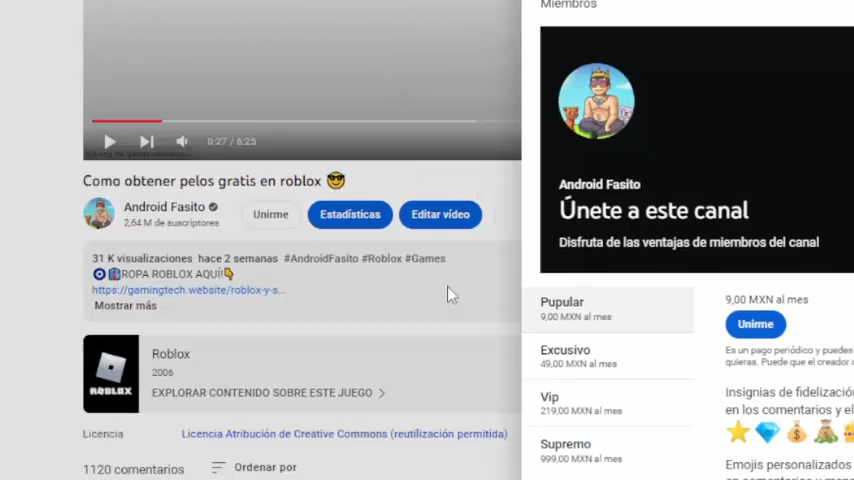 Miembros
0:27 / 6:25
Como obtener pelos gratis en roblox 😎
Android Fasito
2,64 M de suscriptores
Unirme
Estadísticas
Editar vídeo
31 K visualizaciones hace 2 semanas #AndroidFasito #Roblox #Games
🧿👔ROPA ROBLOX AQUÍ!👇
https://gamingtech.website/roblox-y-s...
Mostrar más
ROBLOX
Roblox
2006
EXPLORAR CONTENIDO SOBRE ESTE JUEGO
Licencia
Licencia Atribución de Creative Commons (reutilización permitida)
1120 comentarios
Ordenar por
Android Fasito
Únete a este canal
Disfruta de las ventajas de miembros del canal
Pupular
9,00 MXN al mes
Excusivo
49,00 MXN al mes
Vip
219,00 MXN al mes
Supremo
999,00 MXN al mes
9,00 MXN al mes
Unirme
Es un pago periódico y puedes
quieras. Puede que el creador
Insignias de fidelización
en los comentarios y el
⭐💎💰
Emojis personalizados